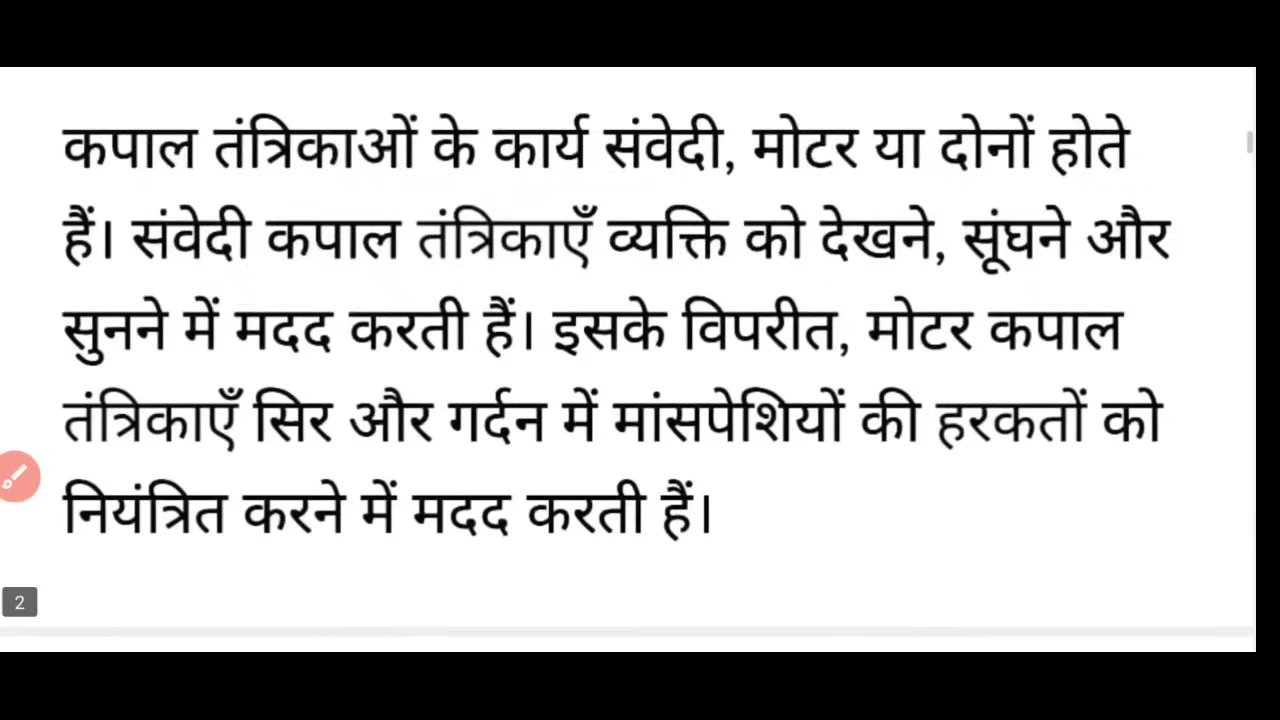 कपाल तंत्रिकाओं के कार्य संवेदी, मोटर या दोनों होते
हैं। संवेदी कपाल तंत्रिकाएँ व्यक्ति को देखने, सूंघने और
सुनने में मदद करती हैं। इसके विपरीत, मोटर कपाल
तंत्रिकाएँ सिर और गर्दन में मांसपेशियों की हरकतों को
नियंत्रित करने में मदद करती हैं।
2